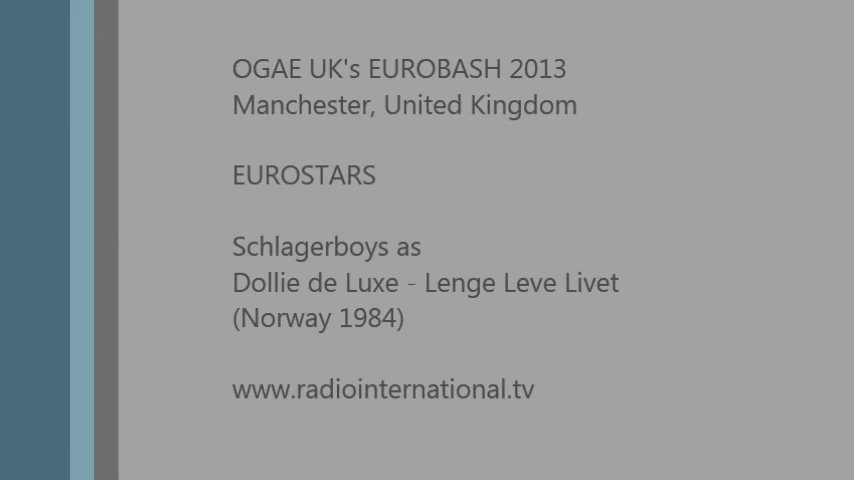 OGAE UK's EUROBASH 2013
Manchester, United Kingdom
EUROSTARS
Schlagerboys as
Dollie de Luxe - Lenge Leve Livet
(Norway 1984)
www.radiointernational.tv